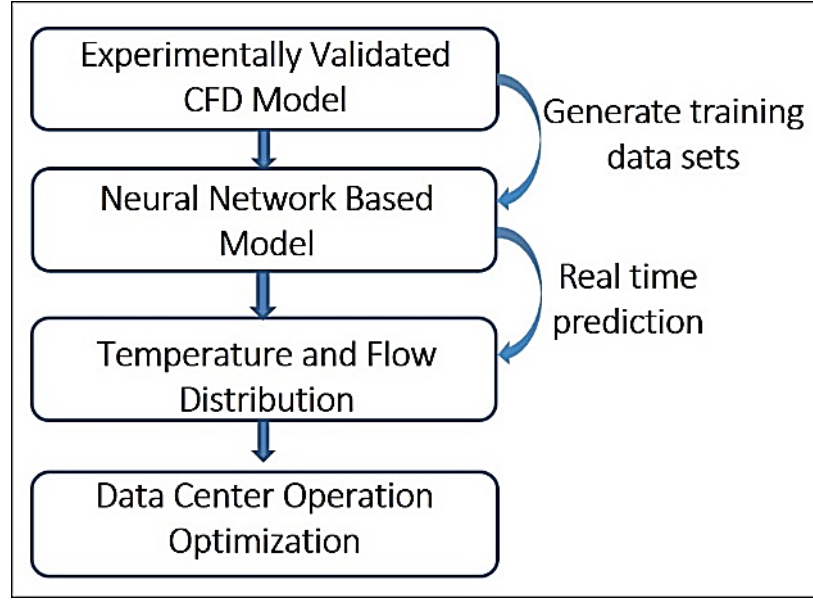 Experimentally Validated
CFD Model
Generate training
data sets
Neural Network Based
Model
Real time
prediction
Temperature and Flow
Distribution
Data Center Operation
Optimization